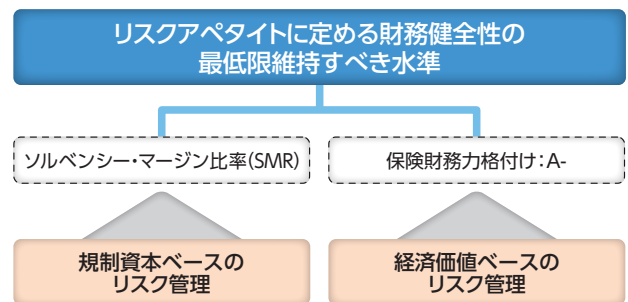 リスクアペタイトに定める財務健全性の
最低限維持すべき水準
ソルベンシー・マージン比率(SMR)
保険財務力格付け：A-
規制資本ベースの
リスク管理
経済価値ベースの
リスク管理